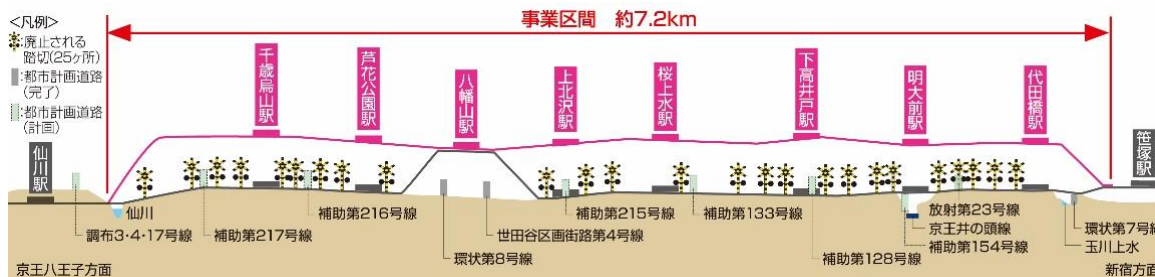 <凡例>
:廃止される
踏切(25ヶ所)
:都市計画道路
(完了)
:都市計画道路
(計画)
事業区間 約7.2km
仙川駅
千歳烏山駅
芦花公園駅
八幡山駅
上北沢駅
桜上水駅
下高井戸駅
明大前駅
代田橋駅
笹塚駅
仙川
調布3・4・17号線
補助第217号線
補助第216号線
環状第8号線
世田谷区画街路第4号線
補助第215号線
補助第133号線
補助第128号線
放射第23号線
京王井の頭線
補助第154号線
環状第7号線
玉川上水
京王八王子方面
新宿方面